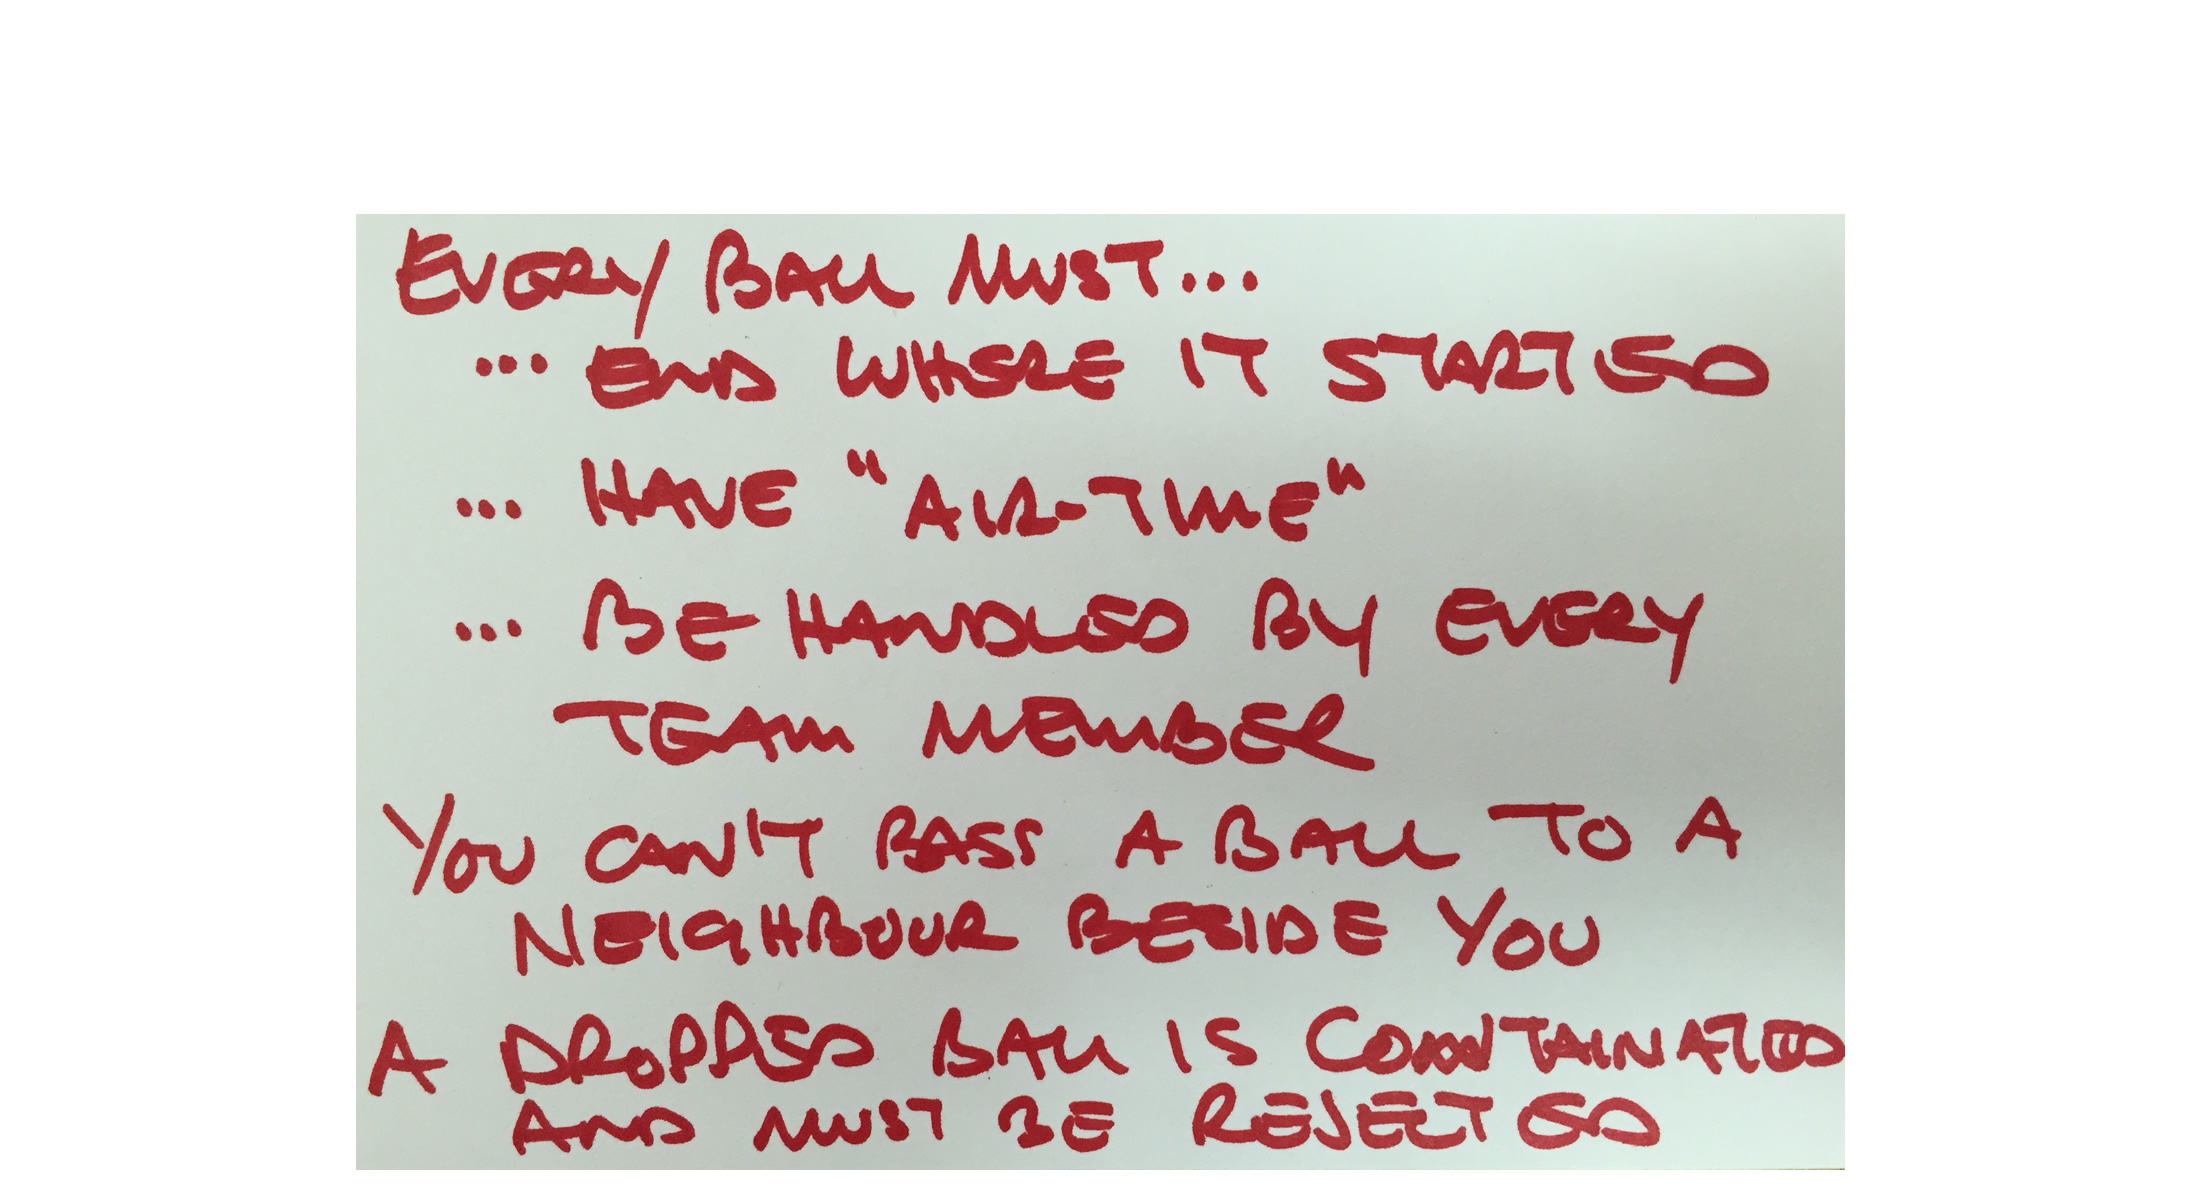 EVERY BALL MUST...
... END WHERE IT STARTED
... HAVE "AIR-TIME"
... BE HANDLED BY EVERY
TEAM MEMBER
YOU CAN'T PASS A BALL TO A
NEIGHBOUR BESIDE YOU
A DROPPED BALL IS CONTAINATED
AND MUST BE REJECTED